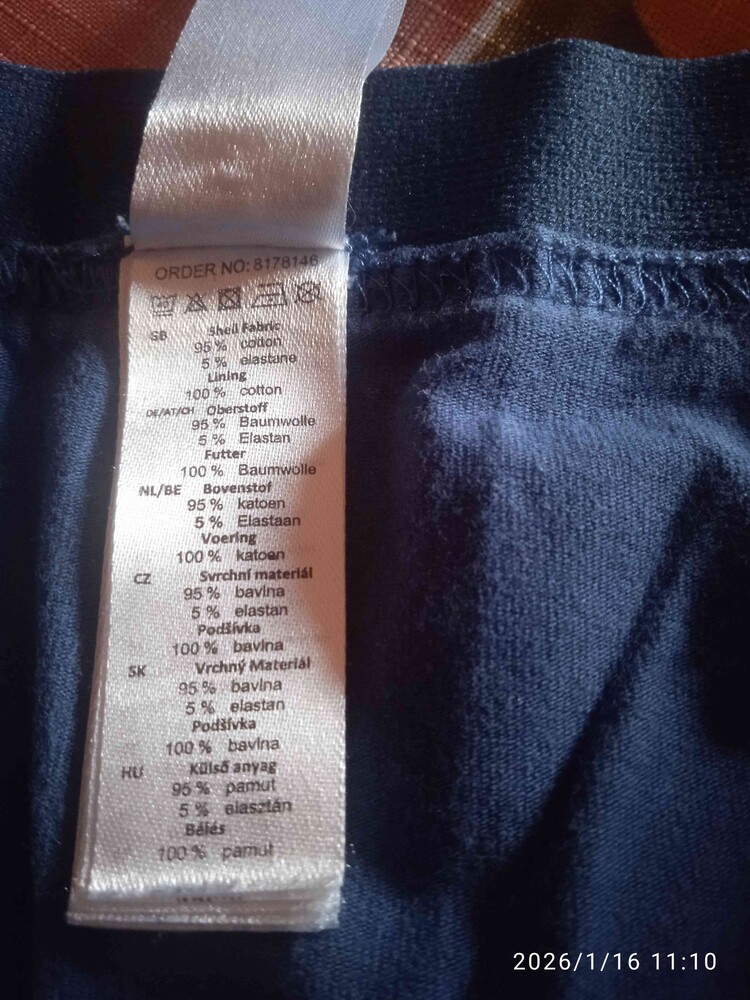 ORDER NO: 8178146
GB Shell Fabric
95 % cotton
5 % elastane
Lining
100 % cotton
DE/AT/CH Oberstoff
95 % Baumwolle
5 % Elastan
Futter
100 % Baumwolle
NL/BE Bovenstof
95 % katoen
5 % Elastaan
Voering
100 % katoen
CZ Svrchní materiál
95 % bavlna
5 % elastan
Podšívka
100 % bavlna
SK Vrchný Materiál
95 % bavlna
5 % elastan
Podšívka
100 % bavlna
HU Külső anyag
95 % pamut
5 % elasztán
Bélés
100 % pamut
2026/1/16 11:10